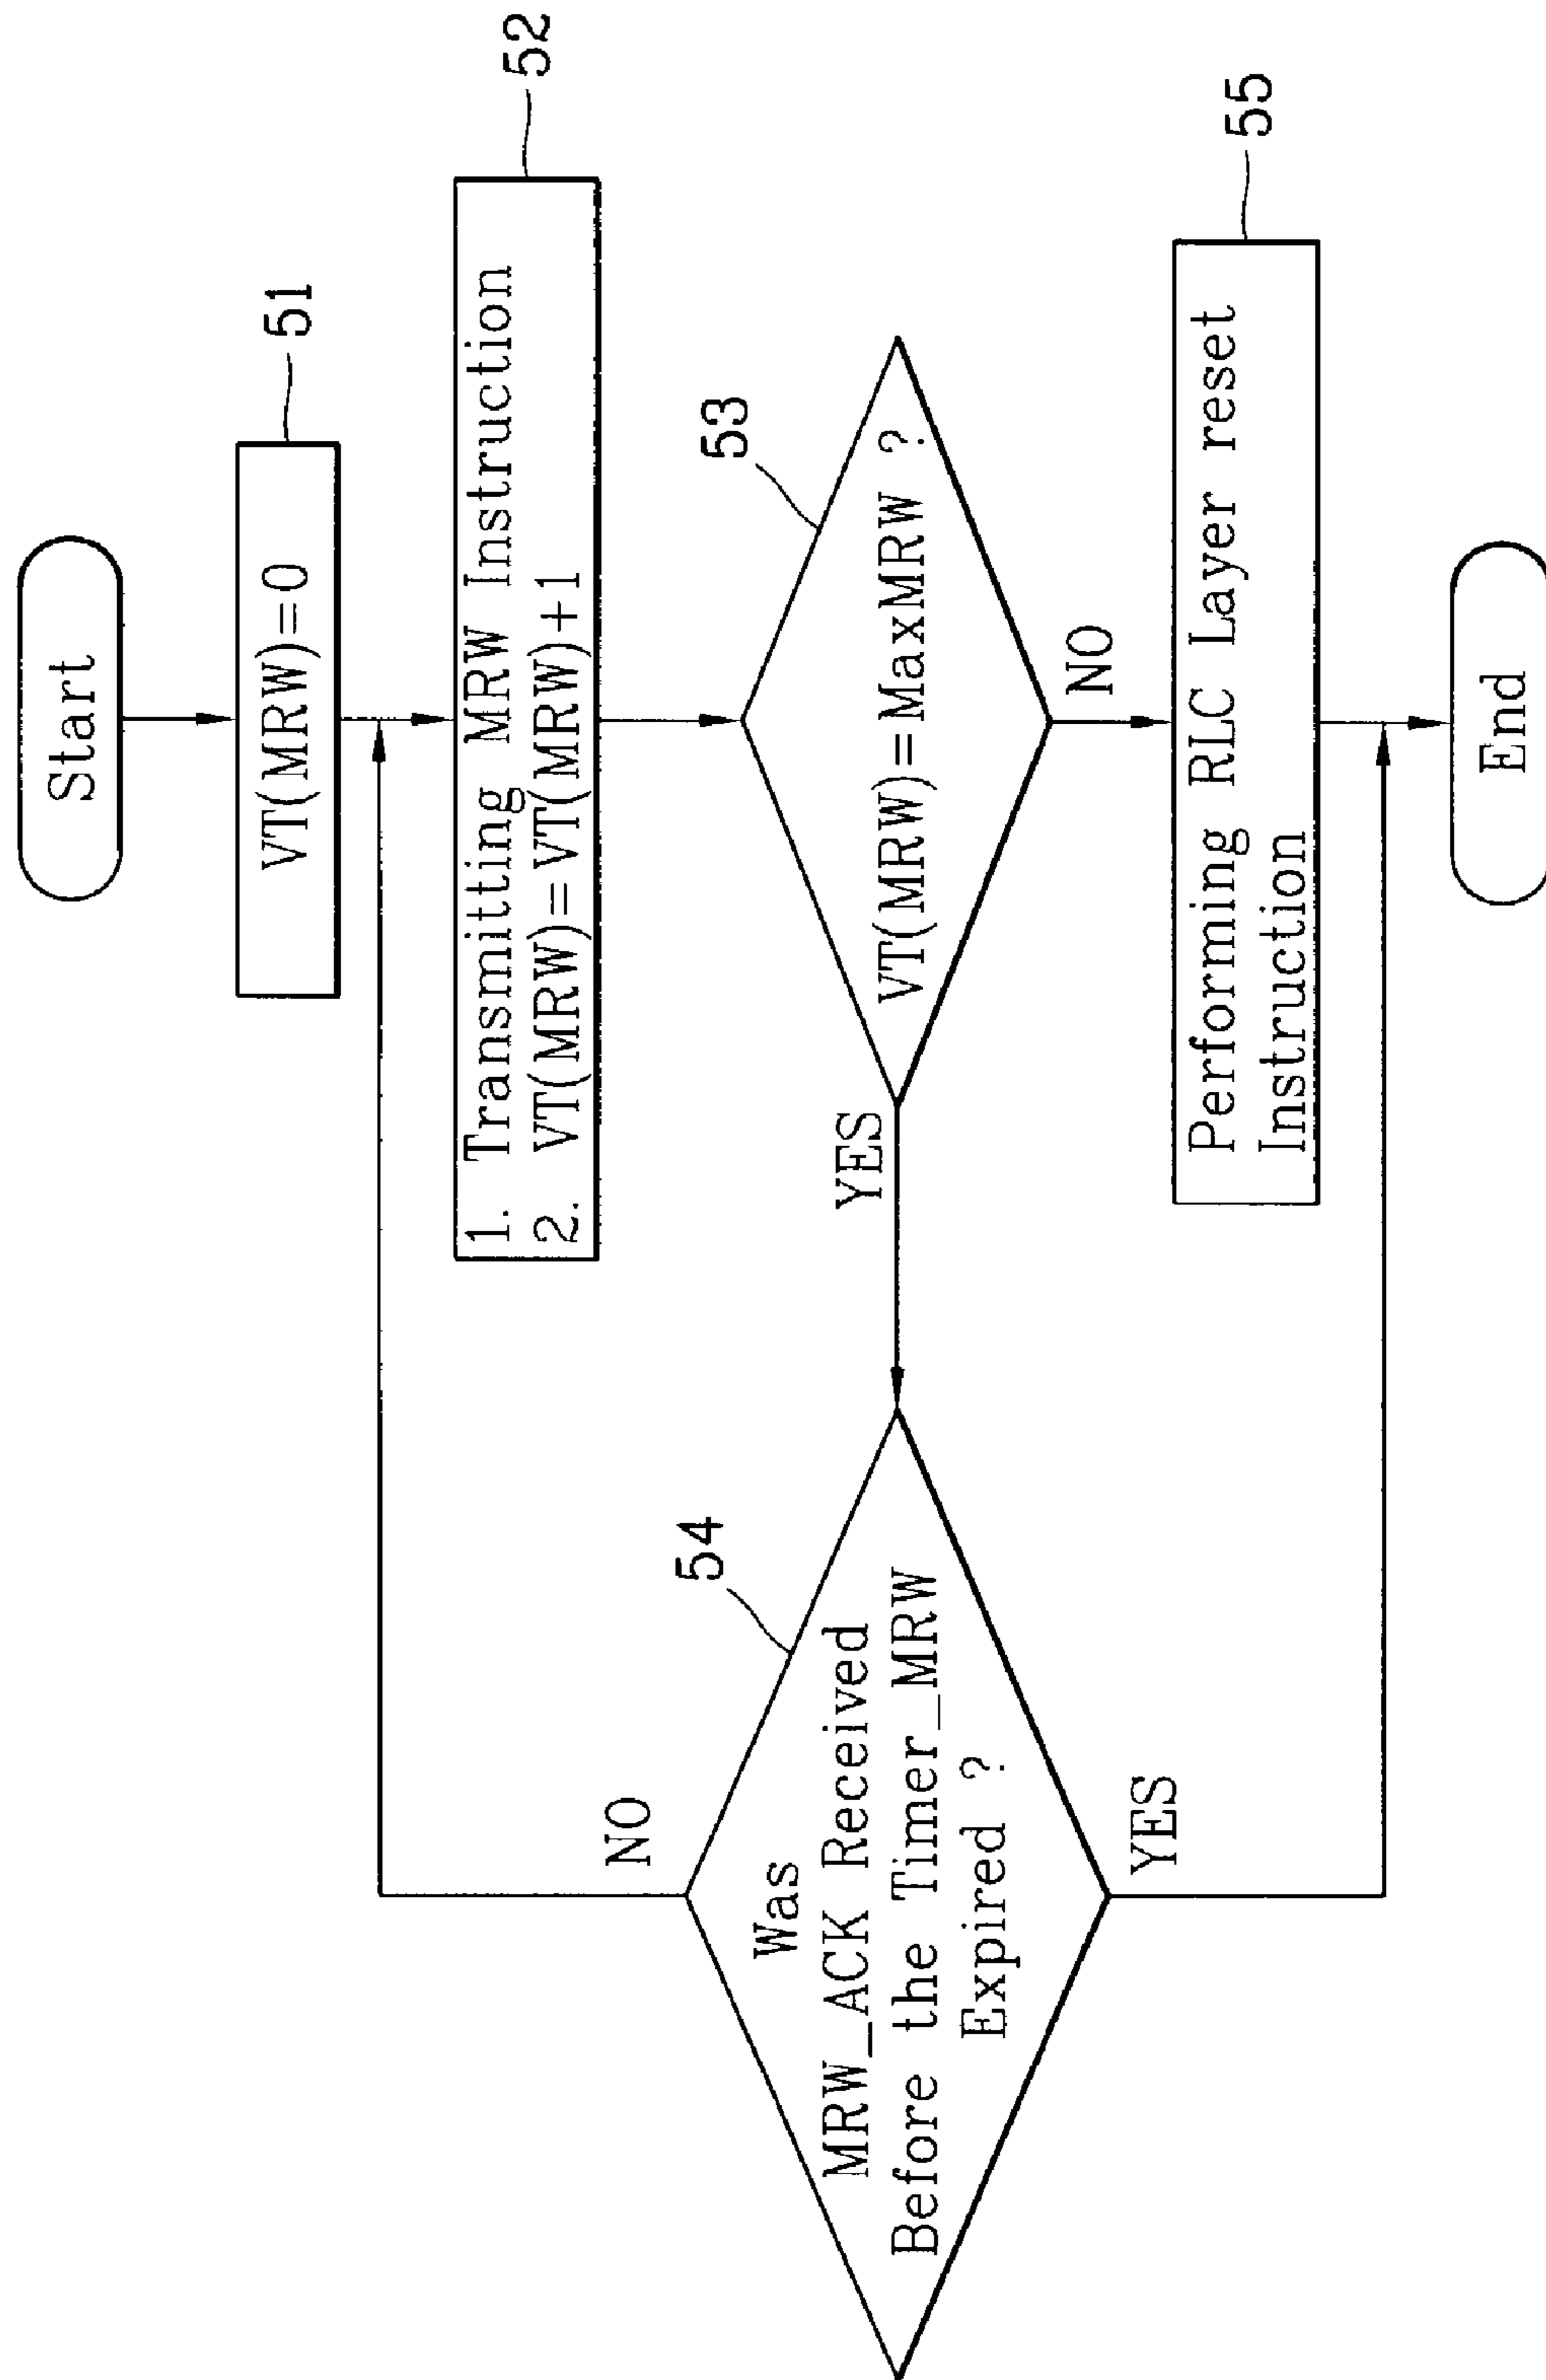 Start
VT(MRW)=0
51
1. Transmitting MRW Instruction
2. VT(MRW)=VT(MRW)+1
52
VT(MRW)=MaxMRW ?
53
YES
NO
Was
MRW_ACK Received
Before the Timer_MRW
Expired ?
54
NO
YES
Performing RLC Layer reset
Instruction
55
End